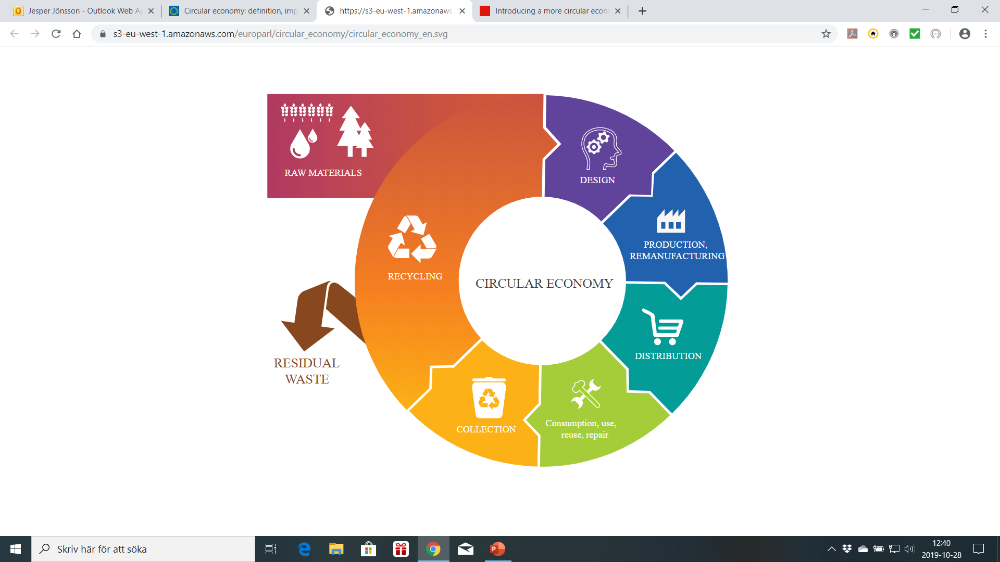 Jesper Jönsson - Outlook Web Ap
Circular economy: definition, imp
https://s3-eu-west-1.amazonaws
Introducing a more circular econ
s3-eu-west-1.amazonaws.com/europarl/circular_economy/circular_economy_en.svg
RAW MATERIALS
DESIGN
PRODUCTION,
REMANUFACTURING
RECYCLING
CIRCULAR ECONOMY
DISTRIBUTION
RESIDUAL
WASTE
COLLECTION
Consumption, use,
reuse, repair
Skriv här för att söka
12:40
2019-10-28